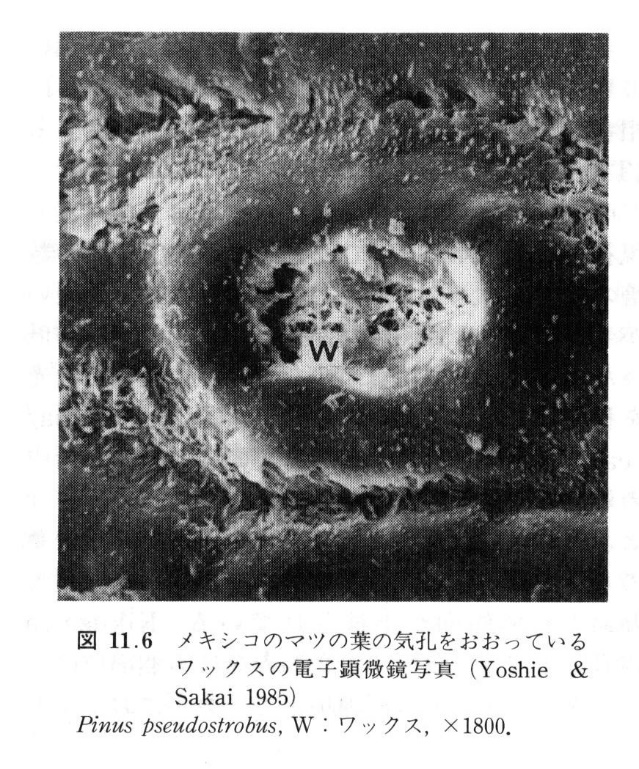 W
図 11.6 メキシコのマツの葉の気孔をおおっている
ワックスの電子顕微鏡写真 (Yoshie &
Sakai 1985)
Pinus pseudostrobus, W：ワックス, ×1800.